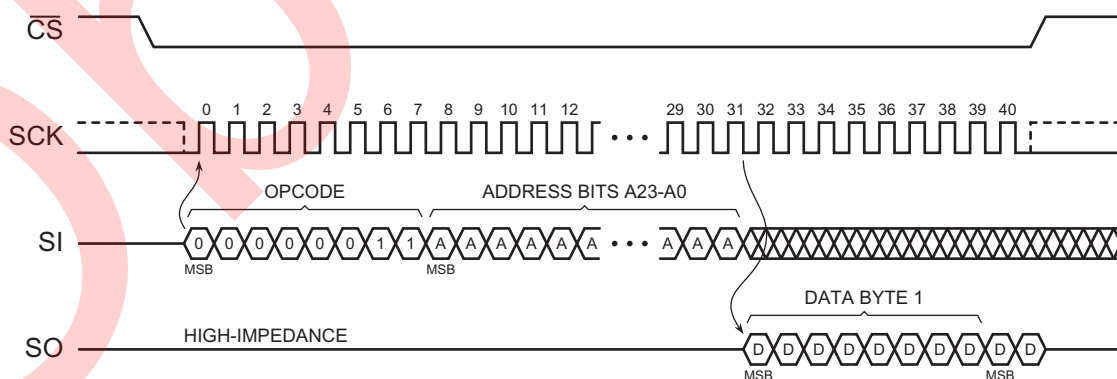 CS
SCK 0 1 2 3 4 5 6 7 8 9 10 11 12 29 30 31 32 33 34 35 36 37 38 39 40
OPCODE ADDRESS BITS A23-A0
SI 0 0 0 0 0 0 1 1 A A A A A A A A A
MSB MSB
DATA BYTE 1
HIGH-IMPEDANCE
SO D D D D D D D D D D
MSB MSB